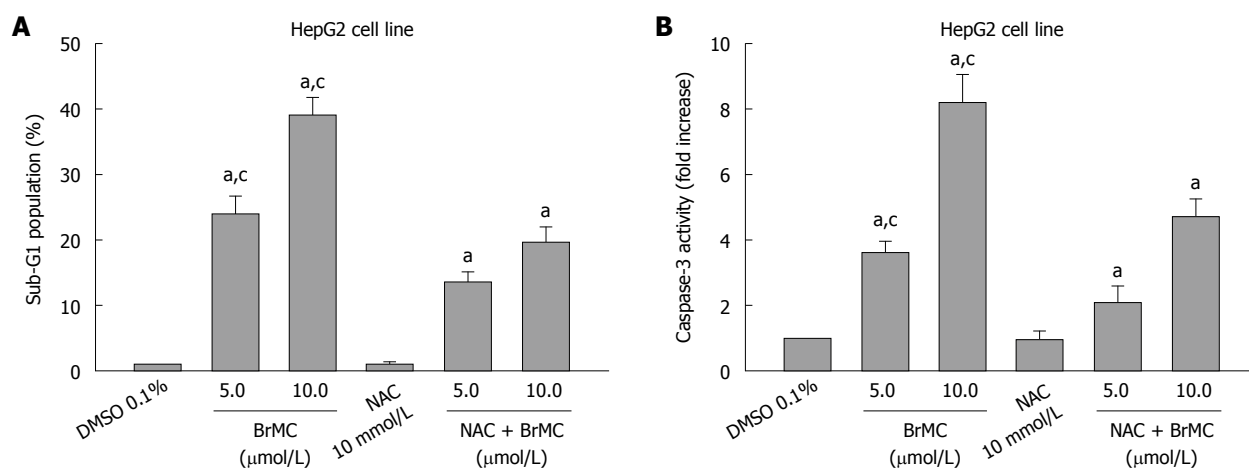 A
HepG2 cell line
Sub-G1 population (%)
50
40
30
20
10
0
a,c
a,c
a
a
DMSO 0.1%
5.0
10.0
NAC
10 mmol/L
5.0
10.0
BrMC
(μmol/L)
NAC + BrMC
(μmol/L)
B
HepG2 cell line
Caspase-3 activity (fold increase)
10
8
6
4
2
0
a,c
a,c
a
a
DMSO 0.1%
5.0
10.0
NAC
10 mmol/L
5.0
10.0
BrMC
(μmol/L)
NAC + BrMC
(μmol/L)